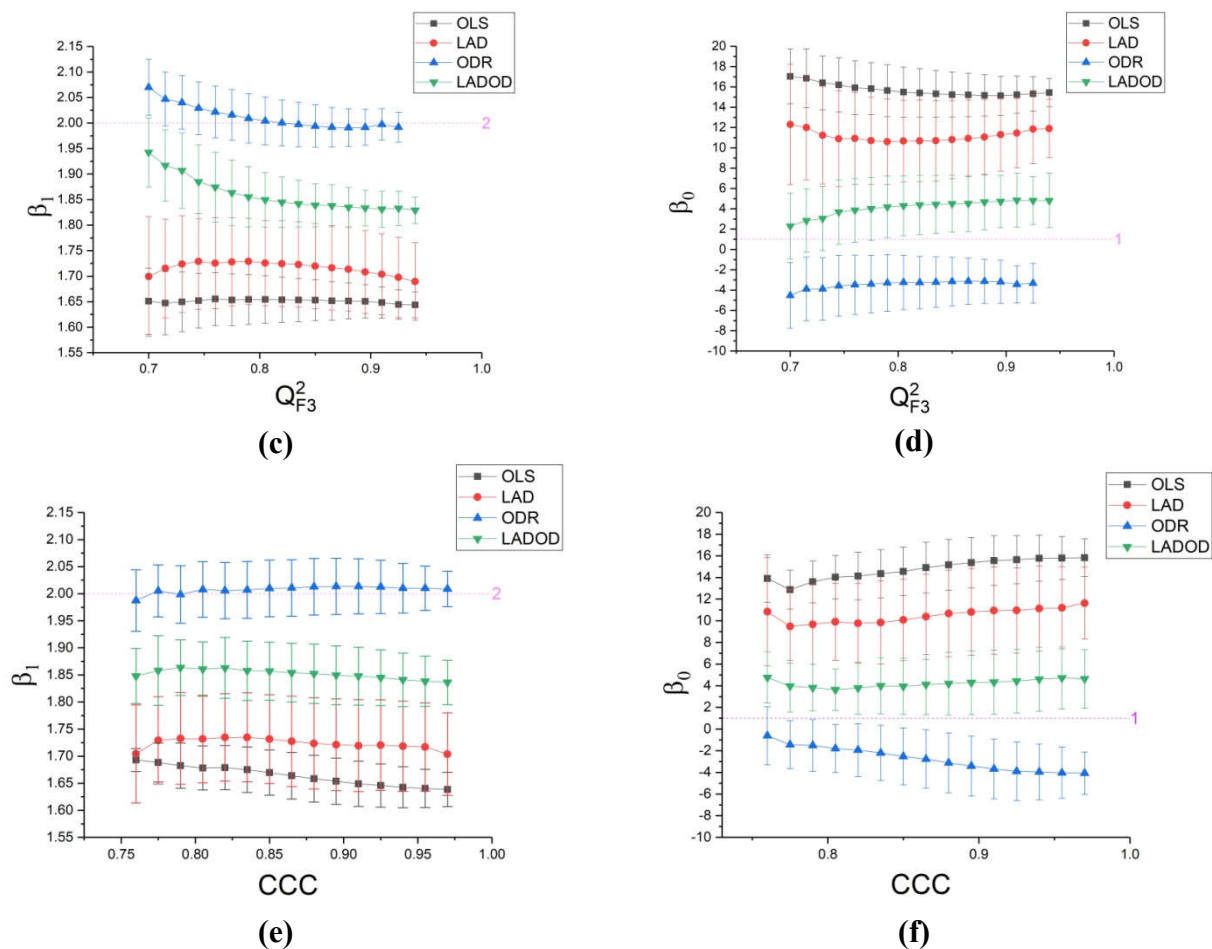 OLS
LAD
ODR
LADOD
2.15
2.10
2.05
2.00
1.95
1.90
1.85
1.80
1.75
1.70
1.65
1.60
1.55
β1
2
0.7
0.8
0.9
1.0
Q²F3
(c)
OLS
LAD
ODR
LADOD
20
18
16
14
12
10
8
6
4
2
0
-2
-4
-6
-8
-10
β0
1
0.7
0.8
0.9
1.0
Q²F3
(d)
OLS
LAD
ODR
LADOD
2.15
2.10
2.05
2.00
1.95
1.90
1.85
1.80
1.75
1.70
1.65
1.60
1.55
β1
2
0.75
0.80
0.85
0.90
0.95
1.00
CCC
(e)
OLS
LAD
ODR
LADOD
20
18
16
14
12
10
8
6
4
2
0
-2
-4
-6
-8
-10
β0
1
0.8
0.9
1.0
CCC
(f)